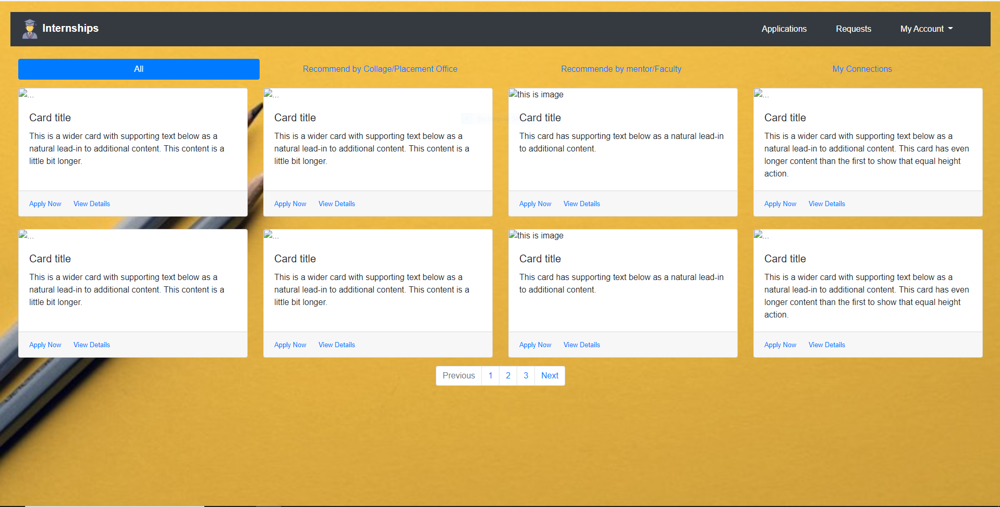 Internships
Applications
Requests
My Account
All
Recommend by Collage/Placement Office
Recommende by mentor/Faculty
My Connections
...
Card title
This is a wider card with supporting text below as a
natural lead-in to additional content. This content is a
little bit longer.
Apply Now
View Details
...
Card title
This is a wider card with supporting text below as a
natural lead-in to additional content. This content is a
little bit longer.
Apply Now
View Details
this is image
Card title
This card has supporting text below as a natural lead-in
to additional content.
Apply Now
View Details
...
Card title
This is a wider card with supporting text below as a
natural lead-in to additional content. This card has even
longer content than the first to show that equal height
action.
Apply Now
View Details
...
Card title
This is a wider card with supporting text below as a
natural lead-in to additional content. This content is a
little bit longer.
Apply Now
View Details
...
Card title
This is a wider card with supporting text below as a
natural lead-in to additional content. This content is a
little bit longer.
Apply Now
View Details
this is image
Card title
This card has supporting text below as a natural lead-in
to additional content.
Apply Now
View Details
...
Card title
This is a wider card with supporting text below as a
natural lead-in to additional content. This card has even
longer content than the first to show that equal height
action.
Apply Now
View Details
Previous
1
2
3
Next